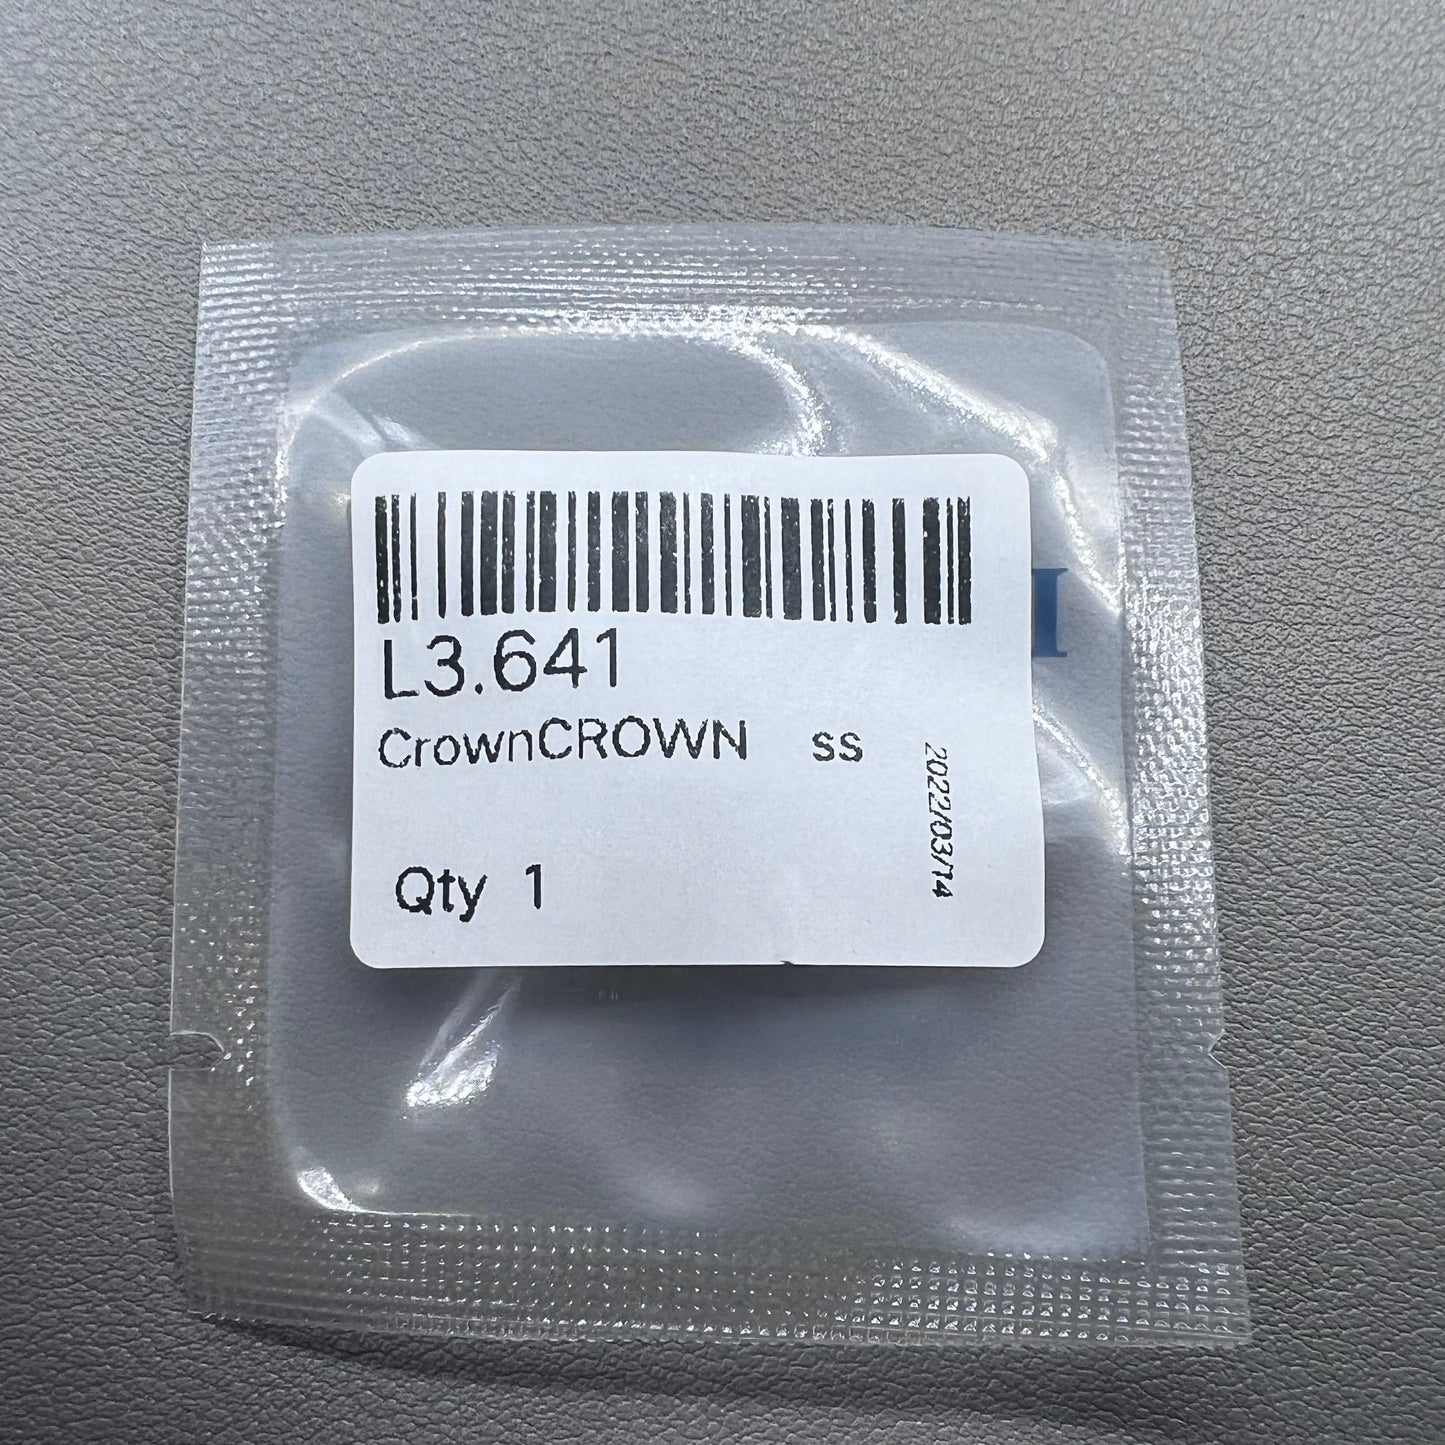 L3.641
CrownCROWN ss
2022/03/14
Qty 1